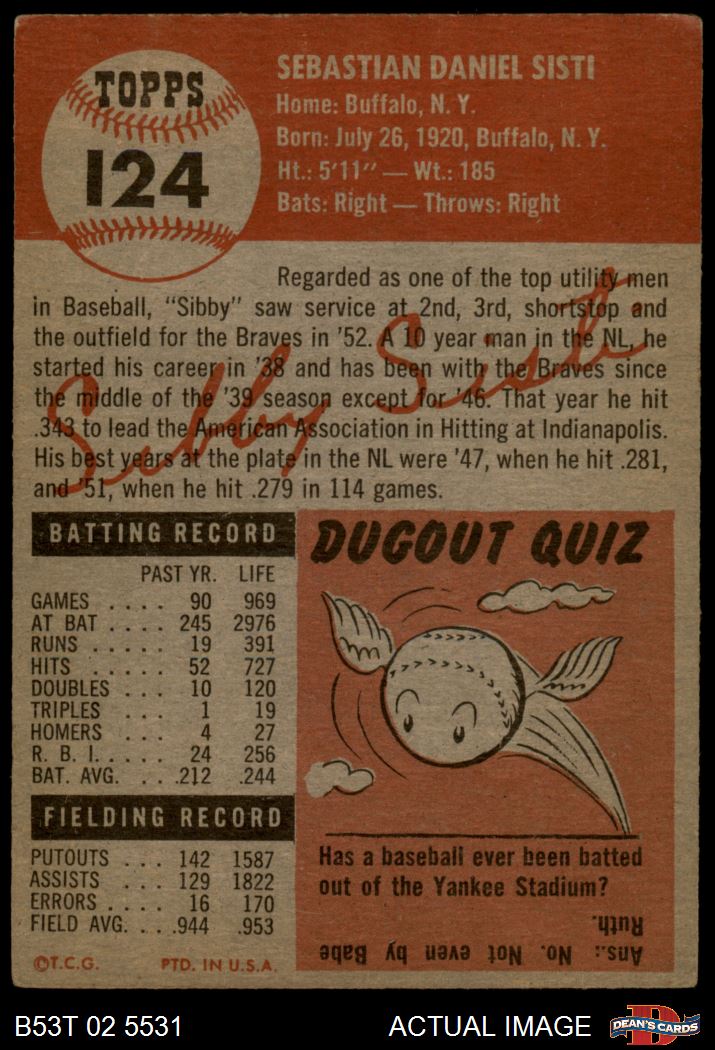 TOPPS
124
SEBASTIAN DANIEL SISTI
Home: Buffalo, N. Y.
Born: July 26, 1920, Buffalo, N. Y.
Ht.: 5'11" — Wt.: 185
Bats: Right — Throws: Right
Regarded as one of the top utility men
in Baseball, "Sibby" saw service at 2nd, 3rd, shortstop and
the outfield for the Braves in '52. A 10 year man in the NL, he
started his career in '38 and has been with the Braves since
the middle of the '39 season except for '46. That year he hit
.343 to lead the American Association in Hitting at Indianapolis.
His best years at the plate in the NL were '47, when he hit .281,
and '51, when he hit .279 in 114 games.
Sibby Sisti
BATTING RECORD
PAST YR. LIFE
GAMES .... 90 969
AT BAT .... 245 2976
RUNS ..... 19 391
HITS ..... 52 727
DOUBLES ... 10 120
TRIPLES ... 1 19
HOMERS ... 4 27
R. B. I. .... 24 256
BAT. AVG. ... .212 .244
FIELDING RECORD
PUTOUTS ... 142 1587
ASSISTS ... 129 1822
ERRORS .... 16 170
FIELD AVG. ... .944 .953
©T.C.G. PTD. IN U.S.A.
DUGOUT QUIZ
Has a baseball ever been batted
out of the Yankee Stadium?
Ans.: No. Not even by Babe
Ruth.
B53T 02 5531 ACTUAL IMAGE
D
DEAN'S CARDS